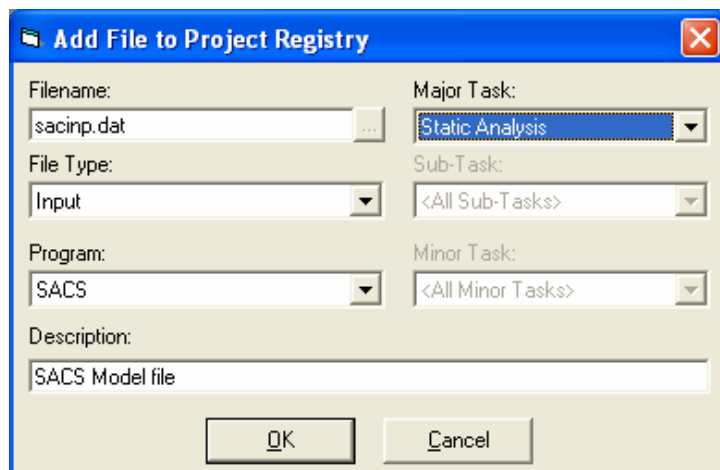 Add File to Project Registry
Filename:
sacinp.dat
...
Major Task:
Static Analysis
File Type:
Input
Sub-Task:
<All Sub-Tasks>
Program:
SACS
Minor Task:
<All Minor Tasks>
Description:
SACS Model file
OK
Cancel